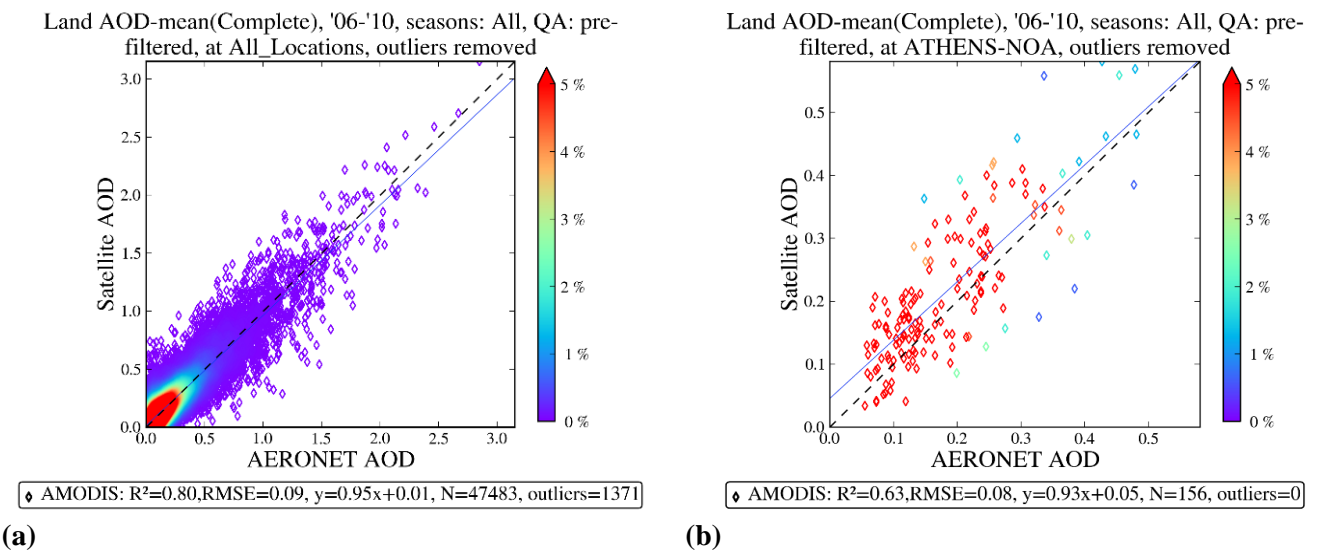 Land AOD-mean(Complete), '06-'10, seasons: All, QA: pre-
filtered, at All_Locations, outliers removed
5 %
4 %
3 %
2 %
1 %
0 %
3.0
2.5
2.0
1.5
1.0
0.5
0.0
Satellite AOD
0.0 0.5 1.0 1.5 2.0 2.5 3.0
AERONET AOD
AMODIS: R²=0.80,RMSE=0.09, y=0.95x+0.01, N=47483, outliers=1371
(a)
Land AOD-mean(Complete), '06-'10, seasons: All, QA: pre-
filtered, at ATHENS-NOA, outliers removed
5 %
4 %
3 %
2 %
1 %
0 %
0.5
0.4
0.3
0.2
0.1
0.0
Satellite AOD
0.0 0.1 0.2 0.3 0.4 0.5
AERONET AOD
AMODIS: R²=0.63,RMSE=0.08, y=0.93x+0.05, N=156, outliers=0
(b)